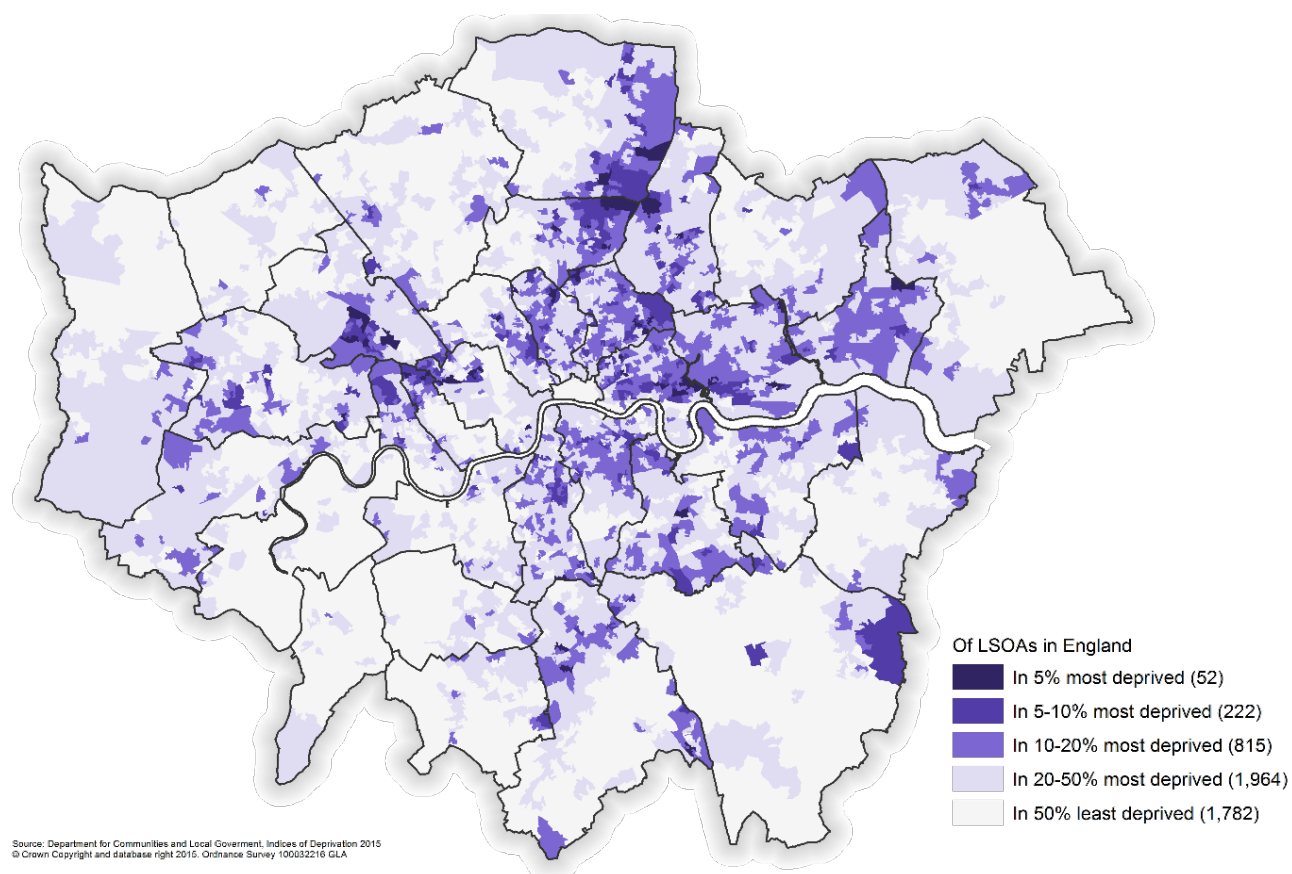 Of LSOAs in England
In 5% most deprived (52)
In 5-10% most deprived (222)
In 10-20% most deprived (815)
In 20-50% most deprived (1,964)
In 50% least deprived (1,782)
Source: Department for Communities and Local Goverment, Indices of Deprivation 2015
© Crown Copyright and database right 2015. Ordnance Survey 100032216 GLA